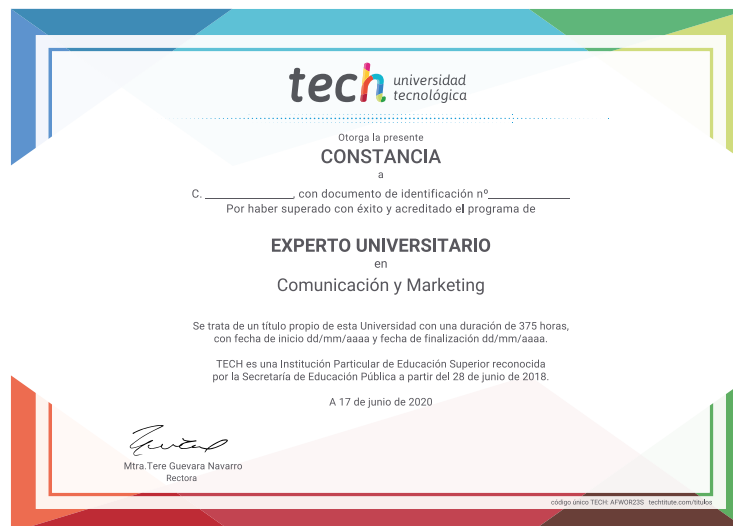 tech universidad
tecnológica
Otorga la presente
CONSTANCIA
a
C. ______________, con documento de identificación nº______________
Por haber superado con éxito y acreditado el programa de
EXPERTO UNIVERSITARIO
en
Comunicación y Marketing
Se trata de un título propio de esta Universidad con una duración de 375 horas,
con fecha de inicio dd/mm/aaaa y fecha de finalización dd/mm/aaaa.
TECH es una Institución Particular de Educación Superior reconocida
por la Secretaría de Educación Pública a partir del 28 de junio de 2018.
A 17 de junio de 2020
Mtra.Tere Guevara Navarro
Rectora
código único TECH: AFWOR23S techtitute.com/titulos